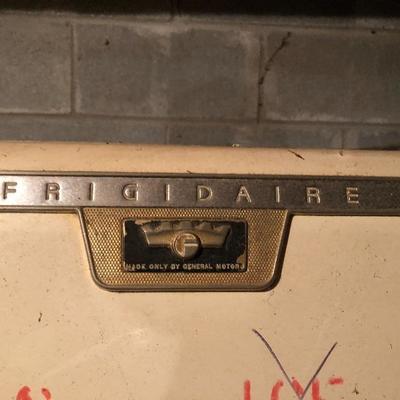 FRIGIDAIRE
F
MADE ONLY BY GENERAL MOTORS